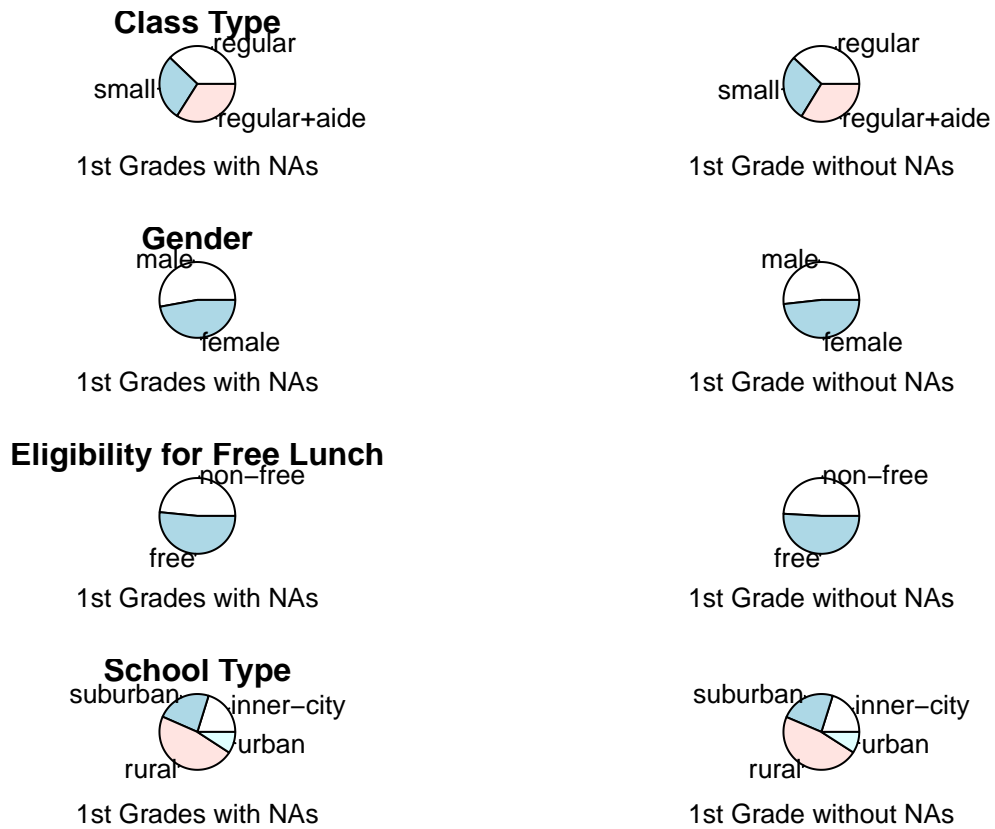 Class Type
regular
small
regular+aide
1st Grades with NAs
regular
small
regular+aide
1st Grade without NAs
Gender
male
female
1st Grades with NAs
male
female
1st Grade without NAs
Eligibility for Free Lunch
non−free
free
1st Grades with NAs
non−free
free
1st Grade without NAs
School Type
suburban
inner−city
urban
rural
1st Grades with NAs
suburban
inner−city
urban
rural
1st Grade without NAs